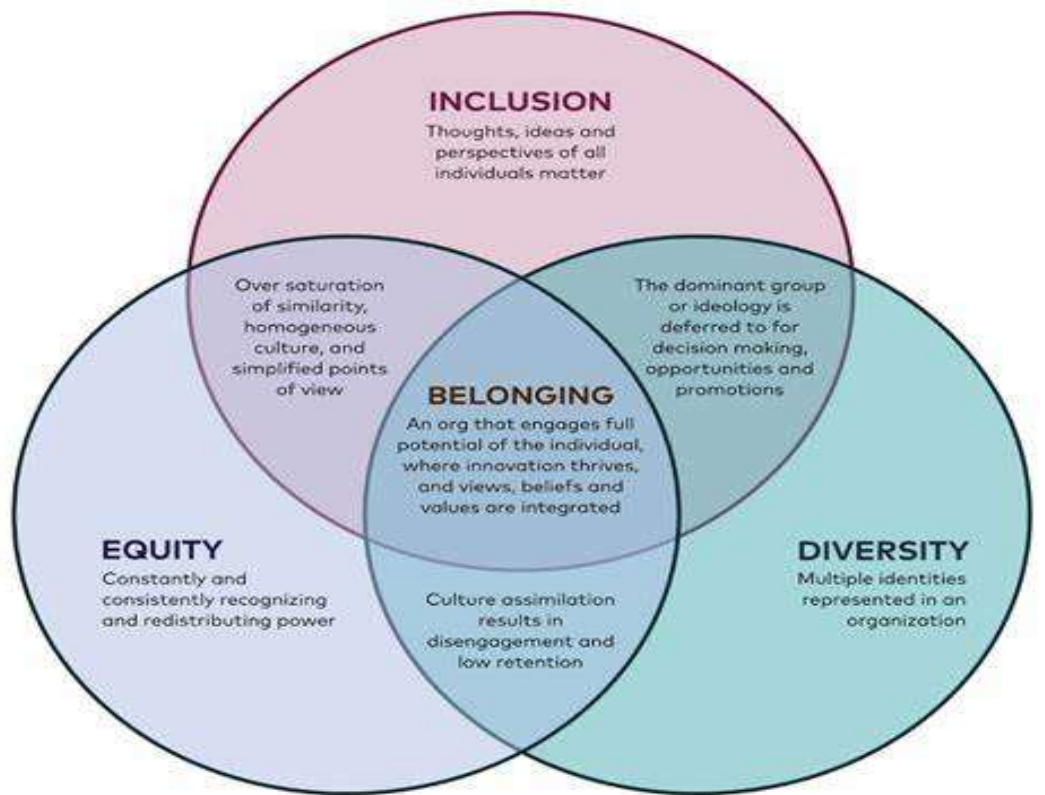 INCLUSION
Thoughts, ideas and
perspectives of all
individuals matter
Over saturation
of similarity,
homogeneous
culture, and
simplified points
of view
The dominant group
or ideology is
deferred to for
decision making,
opportunities and
promotions
BELONGING
An org that engages full
potential of the individual,
where innovation thrives,
and views, beliefs and
values are integrated
EQUITY
Constantly and
consistently recognizing
and redistributing power
DIVERSITY
Multiple identities
represented in an
organization
Culture assimilation
results in
disengagement and
low retention